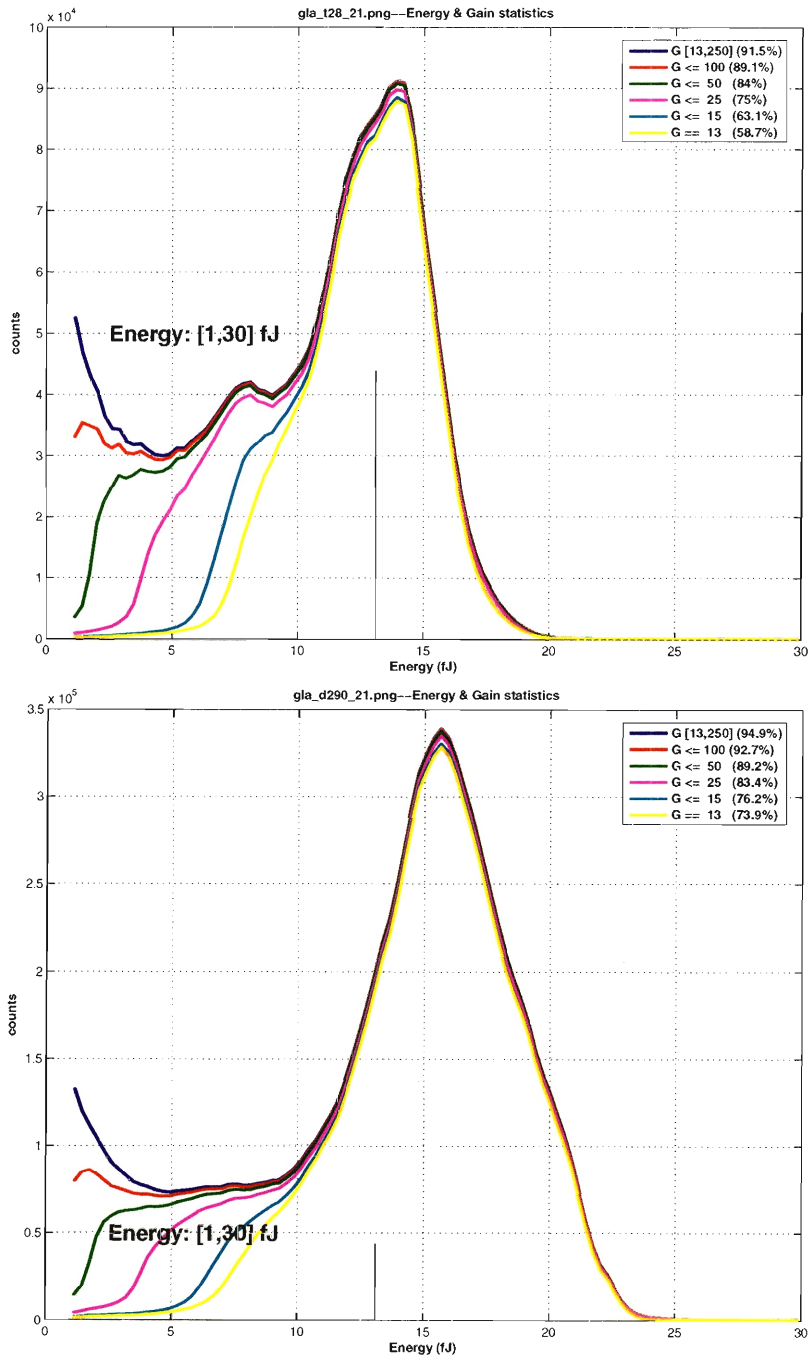 gla_t28_21.png--Energy & Gain statistics
x 10^4
10
9
8
7
6
5
4
3
2
1
0
counts
G [13,250] (91.5%)
G <= 100 (89.1%)
G <= 50 (84%)
G <= 25 (75%)
G <= 15 (63.1%)
G == 13 (58.7%)
Energy: [1,30] fJ
0 5 10 15 20 25 30
Energy (fJ)
gla_d290_21.png--Energy & Gain statistics
x 10^5
3.5
3
2.5
2
1.5
1
0.5
0
counts
G [13,250] (94.9%)
G <= 100 (92.7%)
G <= 50 (89.2%)
G <= 25 (83.4%)
G <= 15 (76.2%)
G == 13 (73.9%)
Energy: [1,30] fJ
0 5 10 15 20 25 30
Energy (fJ)